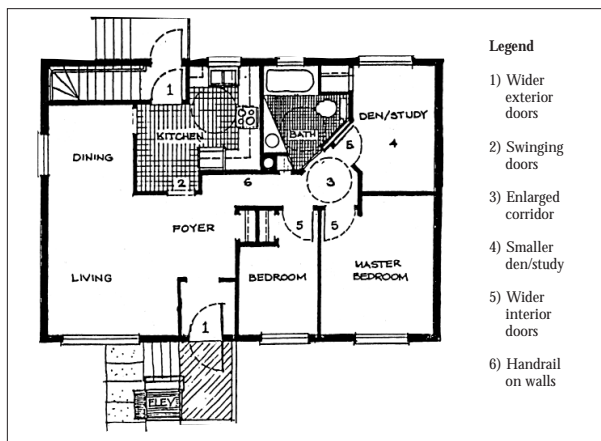 1
KITCHEN
BATH
DEN/STUDY
4
5
DINING
2
6
3
FOYER
5
5
LIVING
BEDROOM
MASTER
BEDROOM
1
ELEV
Legend
1) Wider
exterior
doors
2) Swinging
doors
3) Enlarged
corridor
4) Smaller
den/study
5) Wider
interior
doors
6) Handrail
on walls